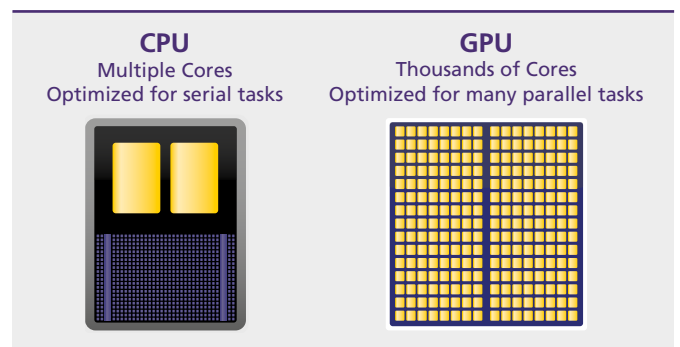 CPU
Multiple Cores
Optimized for serial tasks
GPU
Thousands of Cores
Optimized for many parallel tasks